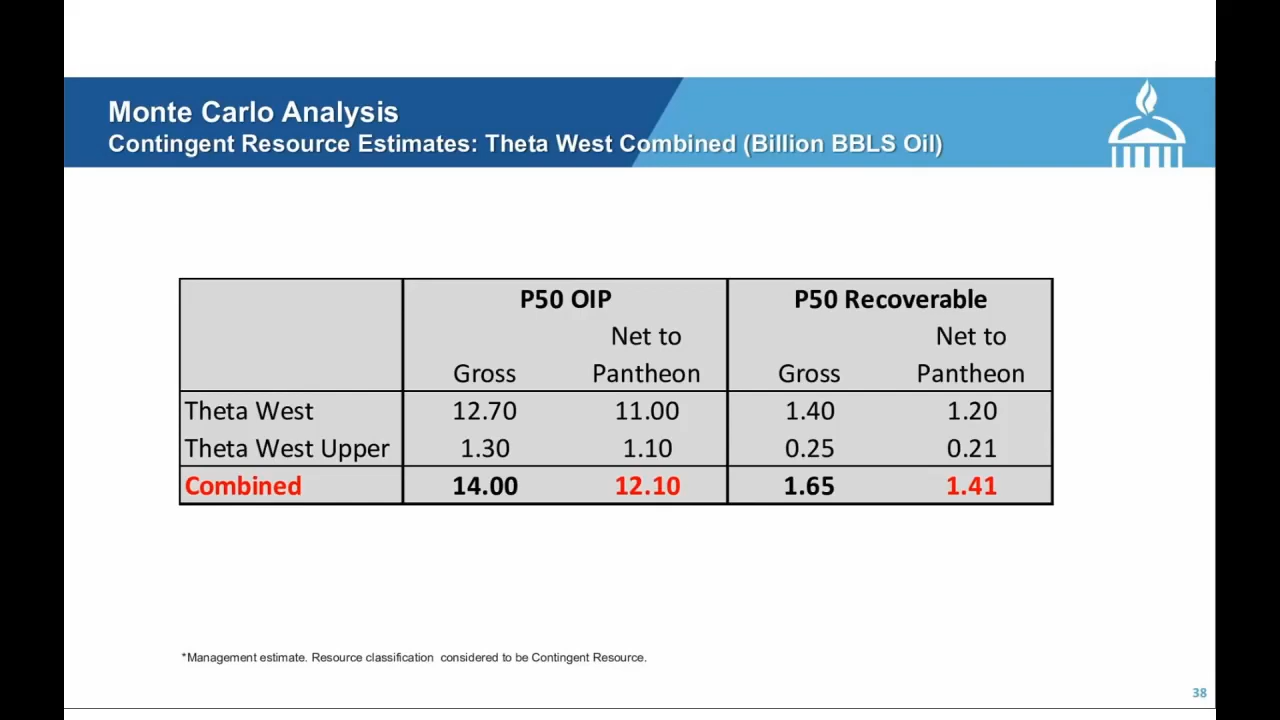 Monte Carlo Analysis
Contingent Resource Estimates: Theta West Combined (Billion BBLS Oil)
P50 OIP P50 Recoverable
Net to Net to
Gross Pantheon Gross Pantheon
Theta West 12.70 11.00 1.40 1.20
Theta West Upper 1.30 1.10 0.25 0.21
Combined 14.00 12.10 1.65 1.41
*Management estimate. Resource classification considered to be Contingent Resource.
38